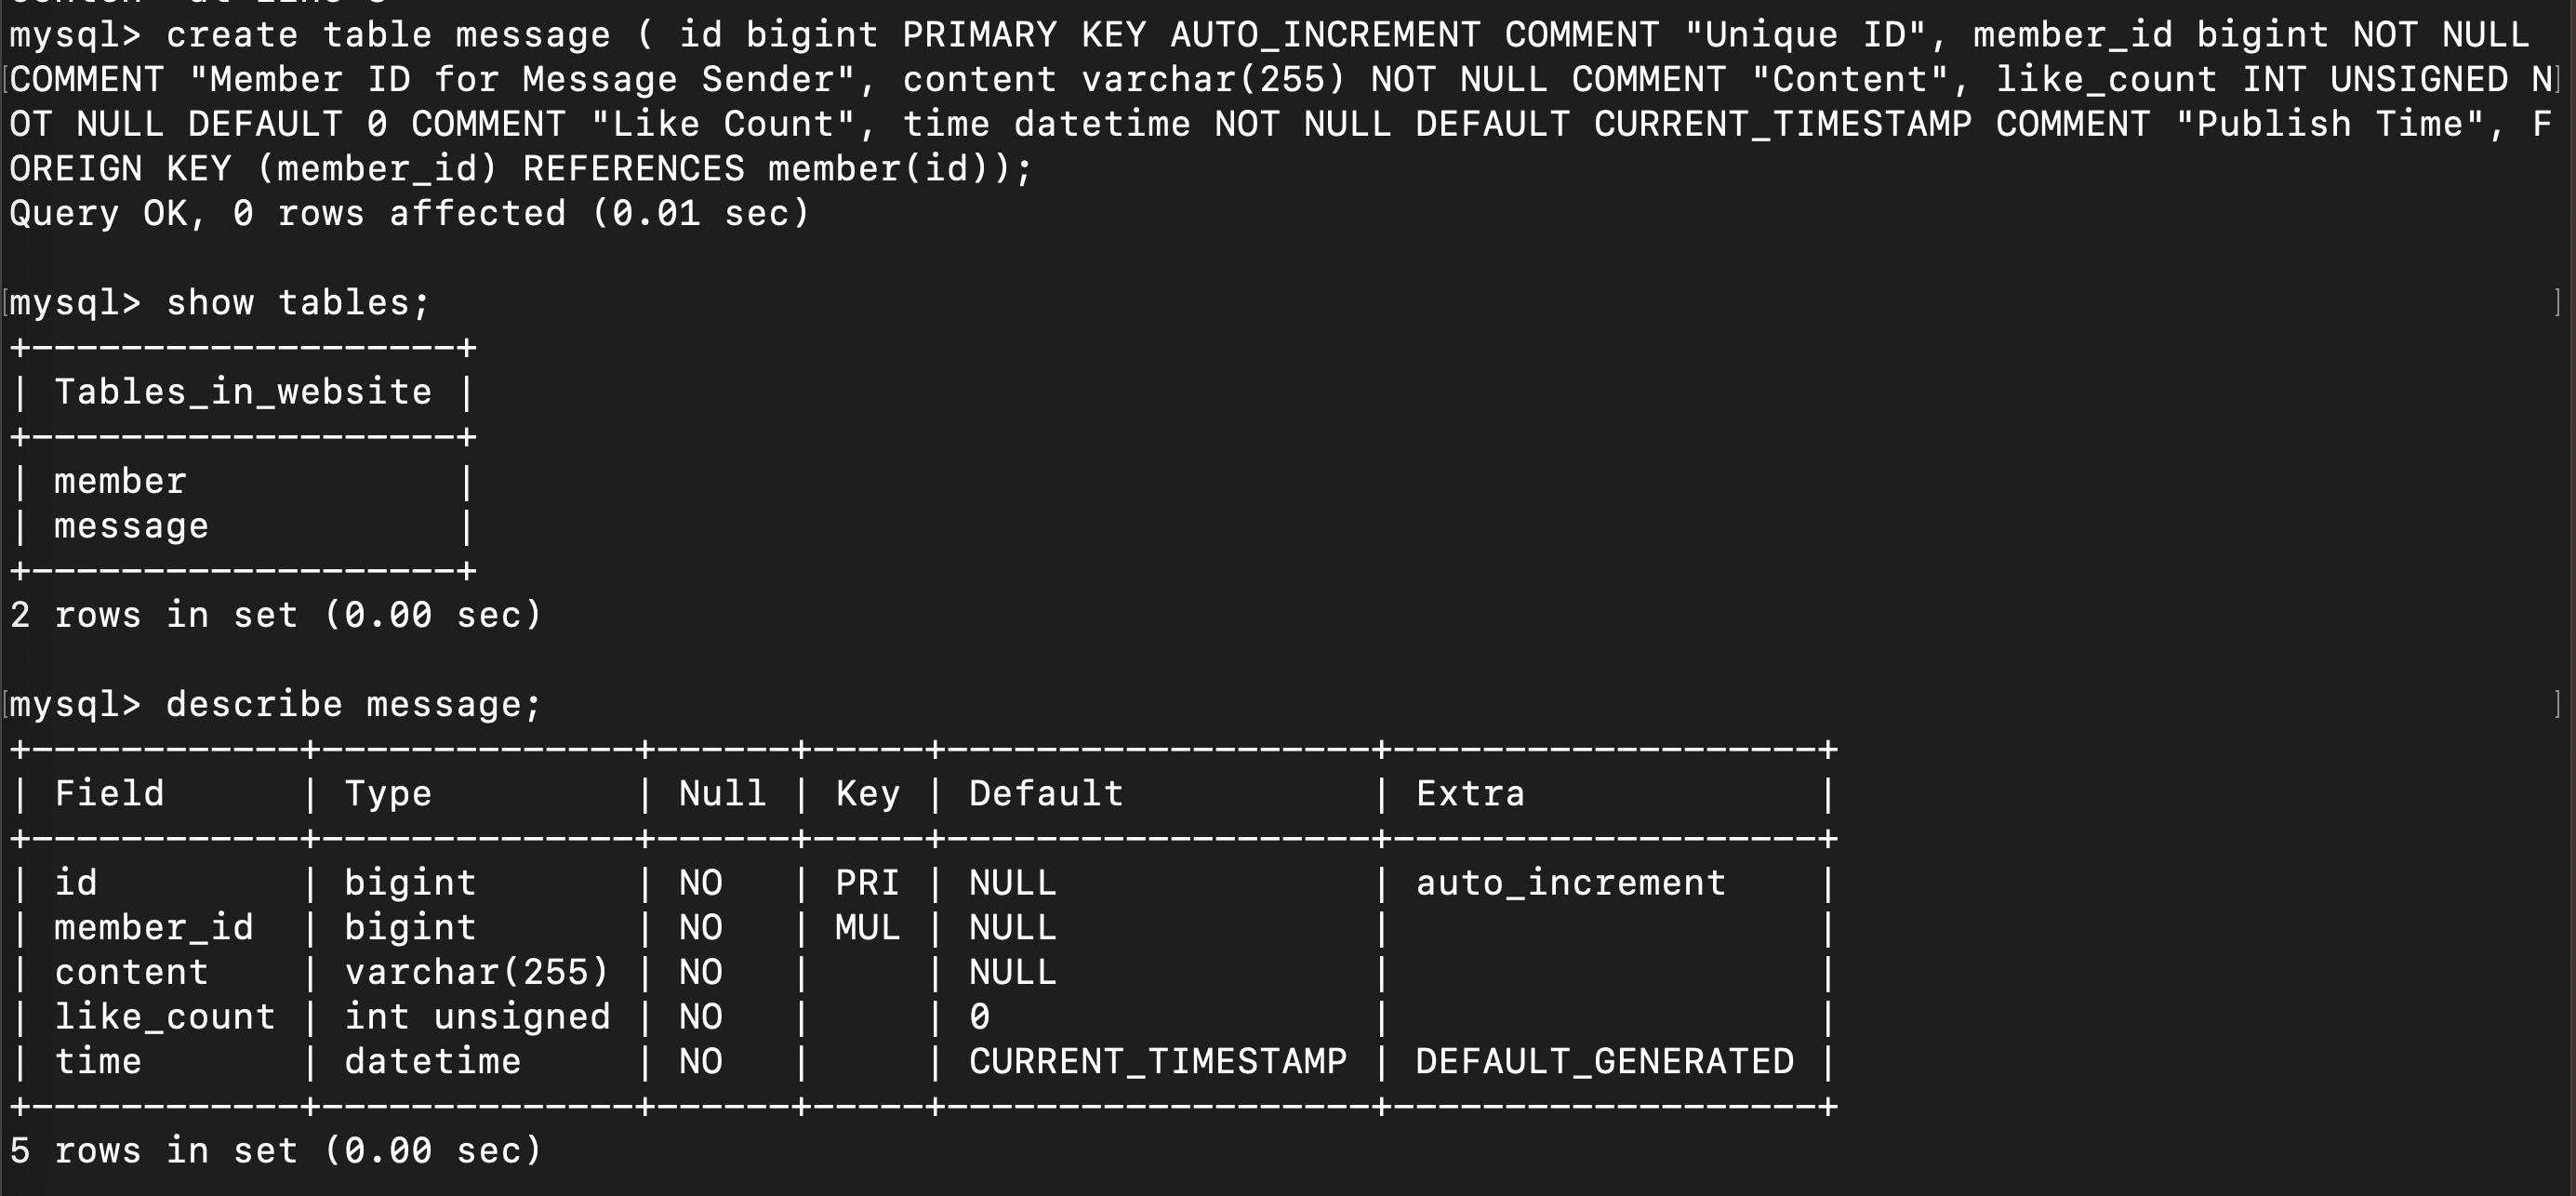 mysql> create table message ( id bigint PRIMARY KEY AUTO_INCREMENT COMMENT "Unique ID", member_id bigint NOT NULL
COMMENT "Member ID for Message Sender", content varchar(255) NOT NULL COMMENT "Content", like_count INT UNSIGNED N
OT NULL DEFAULT 0 COMMENT "Like Count", time datetime NOT NULL DEFAULT CURRENT_TIMESTAMP COMMENT "Publish Time", F
OREIGN KEY (member_id) REFERENCES member(id));
Query OK, 0 rows affected (0.01 sec)

mysql> show tables;
+-------------------+
| Tables_in_website |
+-------------------+
| member            |
| message           |
+-------------------+
2 rows in set (0.00 sec)

mysql> describe message;
+------------+--------------+------+-----+-------------------+-------------------+
| Field      | Type         | Null | Key | Default           | Extra             |
+------------+--------------+------+-----+-------------------+-------------------+
| id         | bigint       | NO   | PRI | NULL              | auto_increment    |
| member_id  | bigint       | NO   | MUL | NULL              |                   |
| content    | varchar(255) | NO   |     | NULL              |                   |
| like_count | int unsigned | NO   |     | 0                 |                   |
| time       | datetime     | NO   |     | CURRENT_TIMESTAMP | DEFAULT_GENERATED |
+------------+--------------+------+-----+-------------------+-------------------+
5 rows in set (0.00 sec)